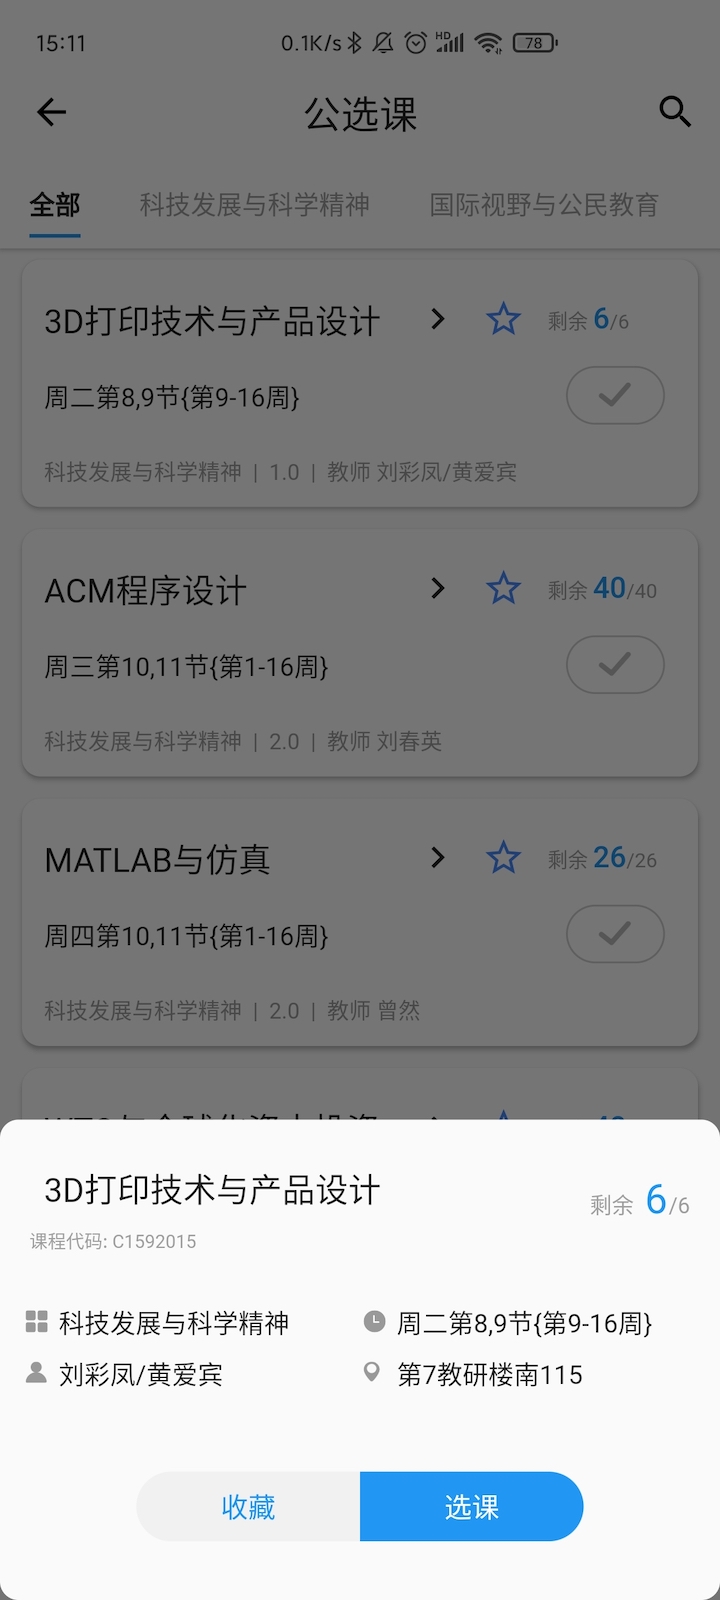 15:11 0.1K/s HD 78
公选课
全部 科技发展与科学精神 国际视野与公民教育
3D打印技术与产品设计 剩余 6/6
周二第8,9节{第9-16周}
科技发展与科学精神 | 1.0 | 教师 刘彩凤/黄爱宾
ACM程序设计 剩余 40/40
周三第10,11节{第1-16周}
科技发展与科学精神 | 2.0 | 教师 刘春英
MATLAB与仿真 剩余 26/26
周四第10,11节{第1-16周}
科技发展与科学精神 | 2.0 | 教师 曾然
3D打印技术与产品设计 剩余 6/6
课程代码: C1592015
科技发展与科学精神 周二第8,9节{第9-16周}
刘彩凤/黄爱宾 第7教研楼南115
收藏 选课